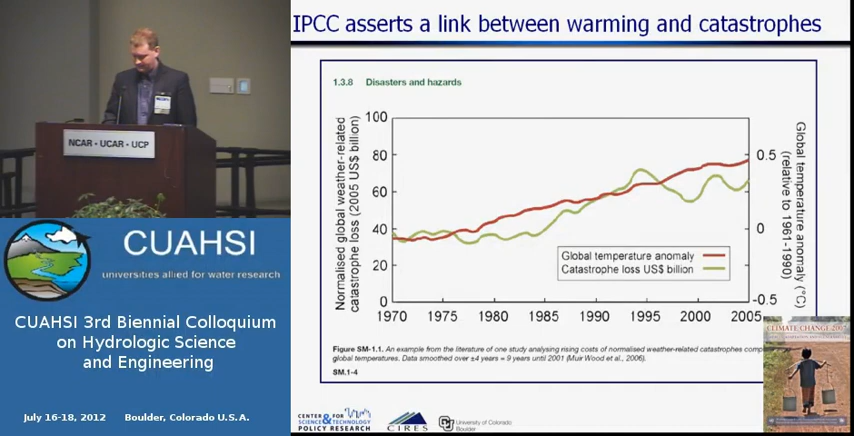 IPCC asserts a link between warming and catastrophes
NCAR • UCAR • UCP
CUAHSI
universities allied for water research
CUAHSI 3rd Biennial Colloquium
on Hydrologic Science
and Engineering
July 16-18, 2012 Boulder, Colorado U.S.A.
1.3.8 Disasters and hazards
Normalised global weather-related
catastrophe loss (2005 US$ billion)
100
80
60
40
20
0
1970 1975 1980 1985 1990 1995 2000 2005
Global temperature anomaly
Catastrophe loss US$ billion
0.5
0
-0.5
Global temperature anomaly (°C)
(relative to 1961-1990)
Figure SM-1.1. An example from the literature of one study analysing rising costs of normalised weather-related catastrophes
global temperatures. Data smoothed over ±4 years = 9 years until 2001 (Muir Wood et al., 2006).
SM.1-4
CLIMATE CHANGE 2007
CENTER FOR
SCIENCE & TECHNOLOGY
POLICY RESEARCH
CIRES
CU
University of Colorado
Boulder